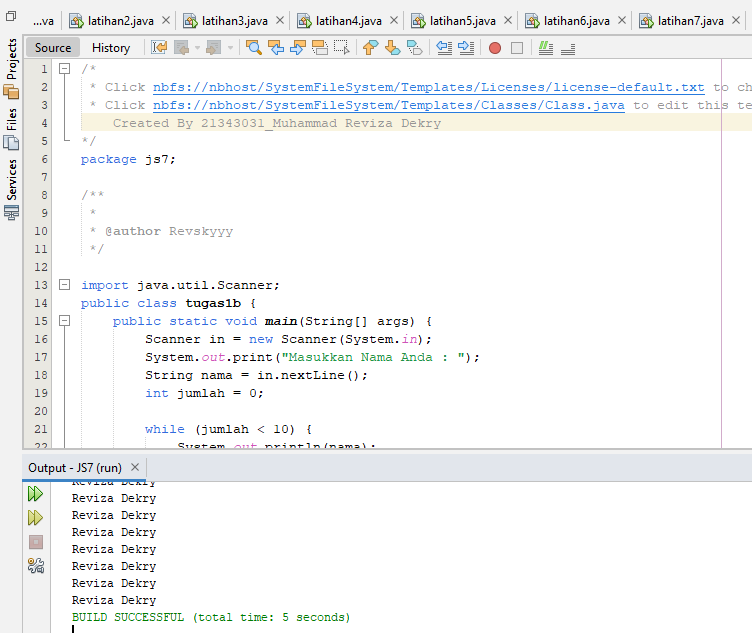 ...va latihan2.java latihan3.java latihan4.java latihan5.java latihan6.java latihan7.java
Projects
Files
Services
Source History
1 /*
2 * Click nbfs://nbhost/SystemFileSystem/Templates/Licenses/license-default.txt to ch
3 * Click nbfs://nbhost/SystemFileSystem/Templates/Classes/Class.java to edit this te
4 Created By 21343031_Muhammad Reviza Dekry
5 */
6 package js7;
7
8 /**
9 *
10 * @author Revskyyy
11 */
12
13 import java.util.Scanner;
14 public class tugas1b {
15 public static void main(String[] args) {
16 Scanner in = new Scanner(System.in);
17 System.out.print("Masukkan Nama Anda : ");
18 String nama = in.nextLine();
19 int jumlah = 0;
20
21 while (jumlah < 10) {
22 System.out.println(nama);
Output - JS7 (run)
Reviza Dekry
Reviza Dekry
Reviza Dekry
Reviza Dekry
Reviza Dekry
Reviza Dekry
Reviza Dekry
Reviza Dekry
BUILD SUCCESSFUL (total time: 5 seconds)